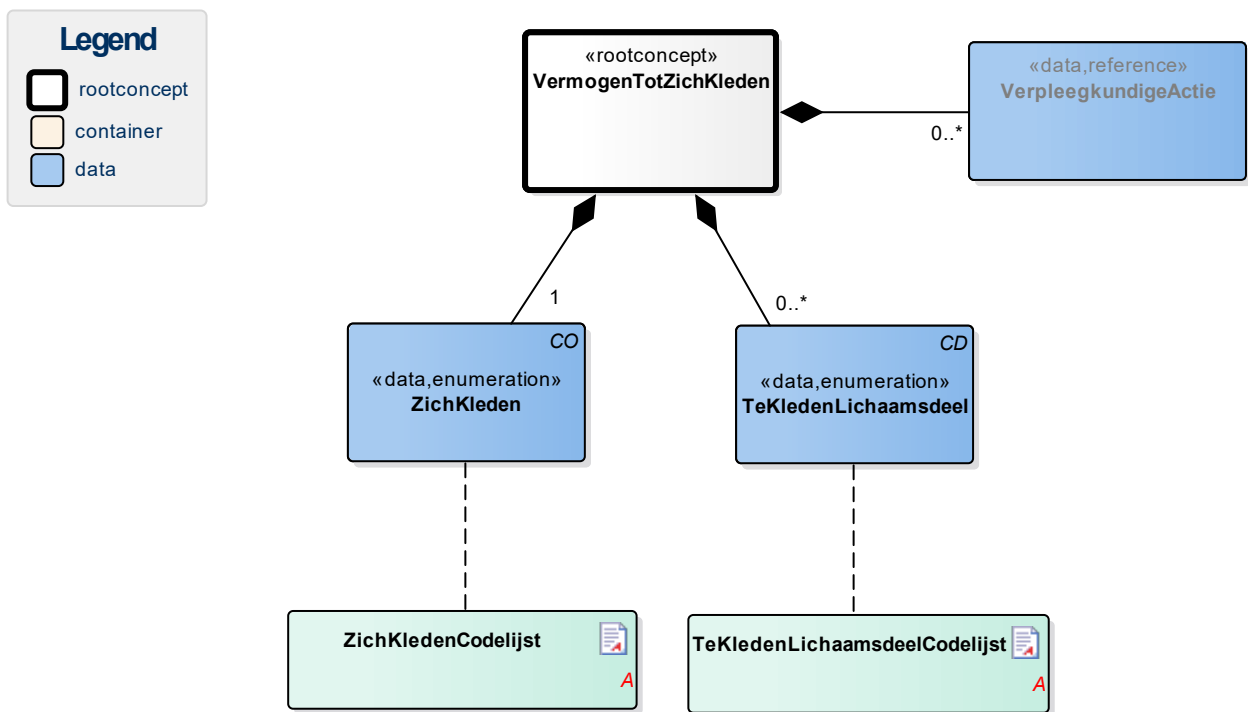 Legend
rootconcept
container
data
«rootconcept»
VermogenTotZichKleden
«data,reference»
VerpleegkundigeActie
0..*
1
0..*
CO
«data,enumeration»
ZichKleden
CD
«data,enumeration»
TeKledenLichaamsdeel
ZichKledenCodelijst
A
TeKledenLichaamsdeelCodelijst
A